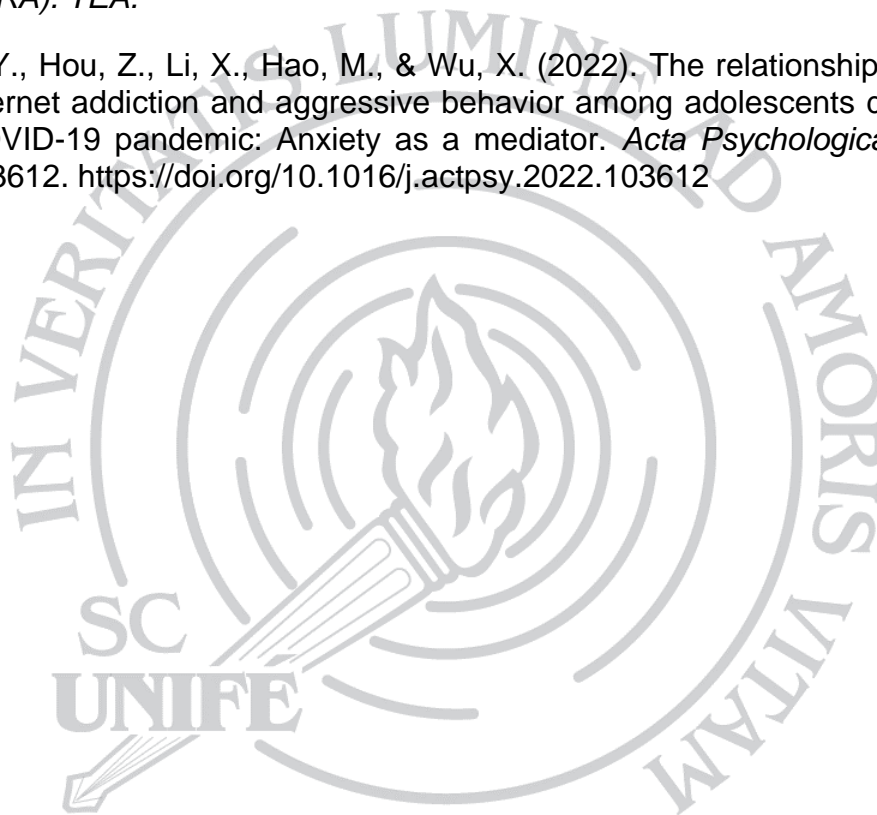 RA). TEA.
Y., Hou, Z., Li, X., Hao, M., & Wu, X. (2022). The relationship
ernet addiction and aggressive behavior among adolescents
VID-19 pandemic: Anxiety as a mediator. Acta Psychologica
3612. https://doi.org/10.1016/j.actpsy.2022.103612
IN VERITATIS LUMINE AD AMORIS VITAM
SC
UNIFE